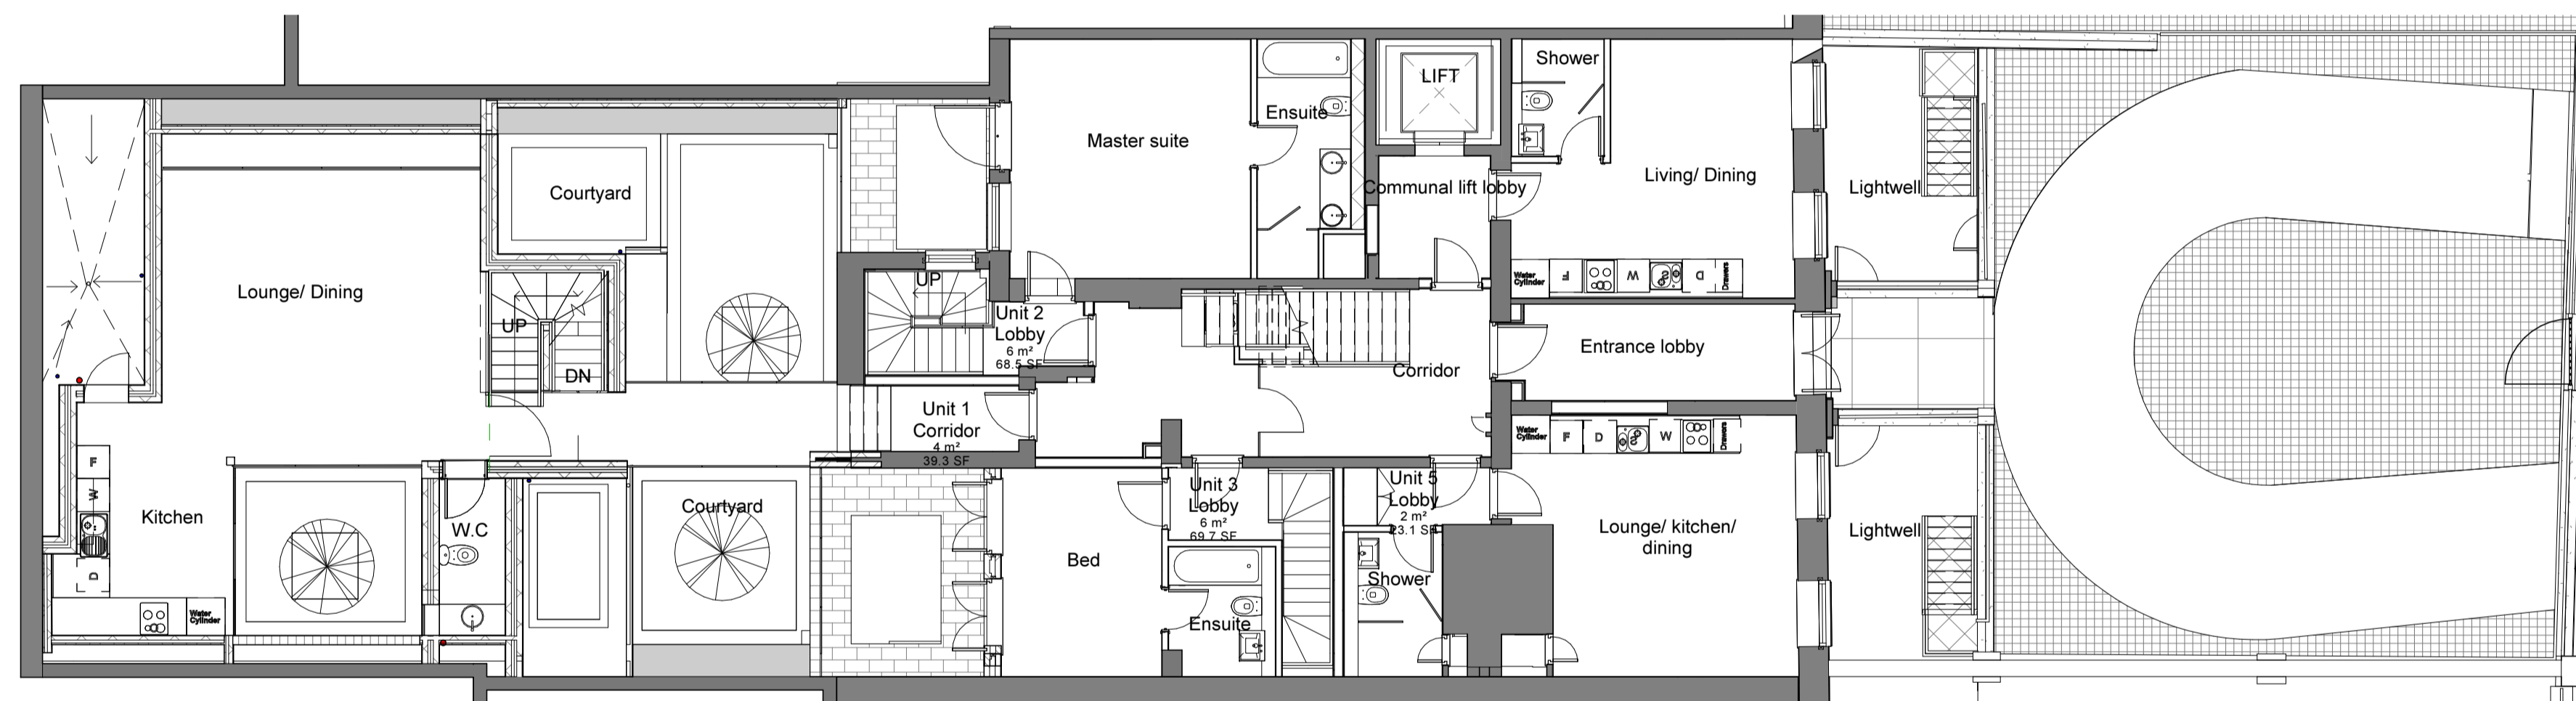 Shower
LIFT
Ensuite
Master suite
Living/ Dining
Communal lift lobby
Lightwell
Courtyard
Lounge/ Dining
UP
UP
DN
Unit 2
Lobby
6 m²
68.5 SF
Water
Cylinder
F
W
D
Drawers
Entrance lobby
Corridor
Unit 1
Corridor
4 m²
39.3 SF
Water
Cylinder
F
D
W
Drawers
Unit 3
Lobby
6 m²
69.7 SF
Unit 5
Lobby
2 m²
23.1 SF
Courtyard
Kitchen
F
W
D
W.C
Water
Cylinder
Bed
Ensuite
Shower
Lounge/ kitchen/
dining
Lightwell